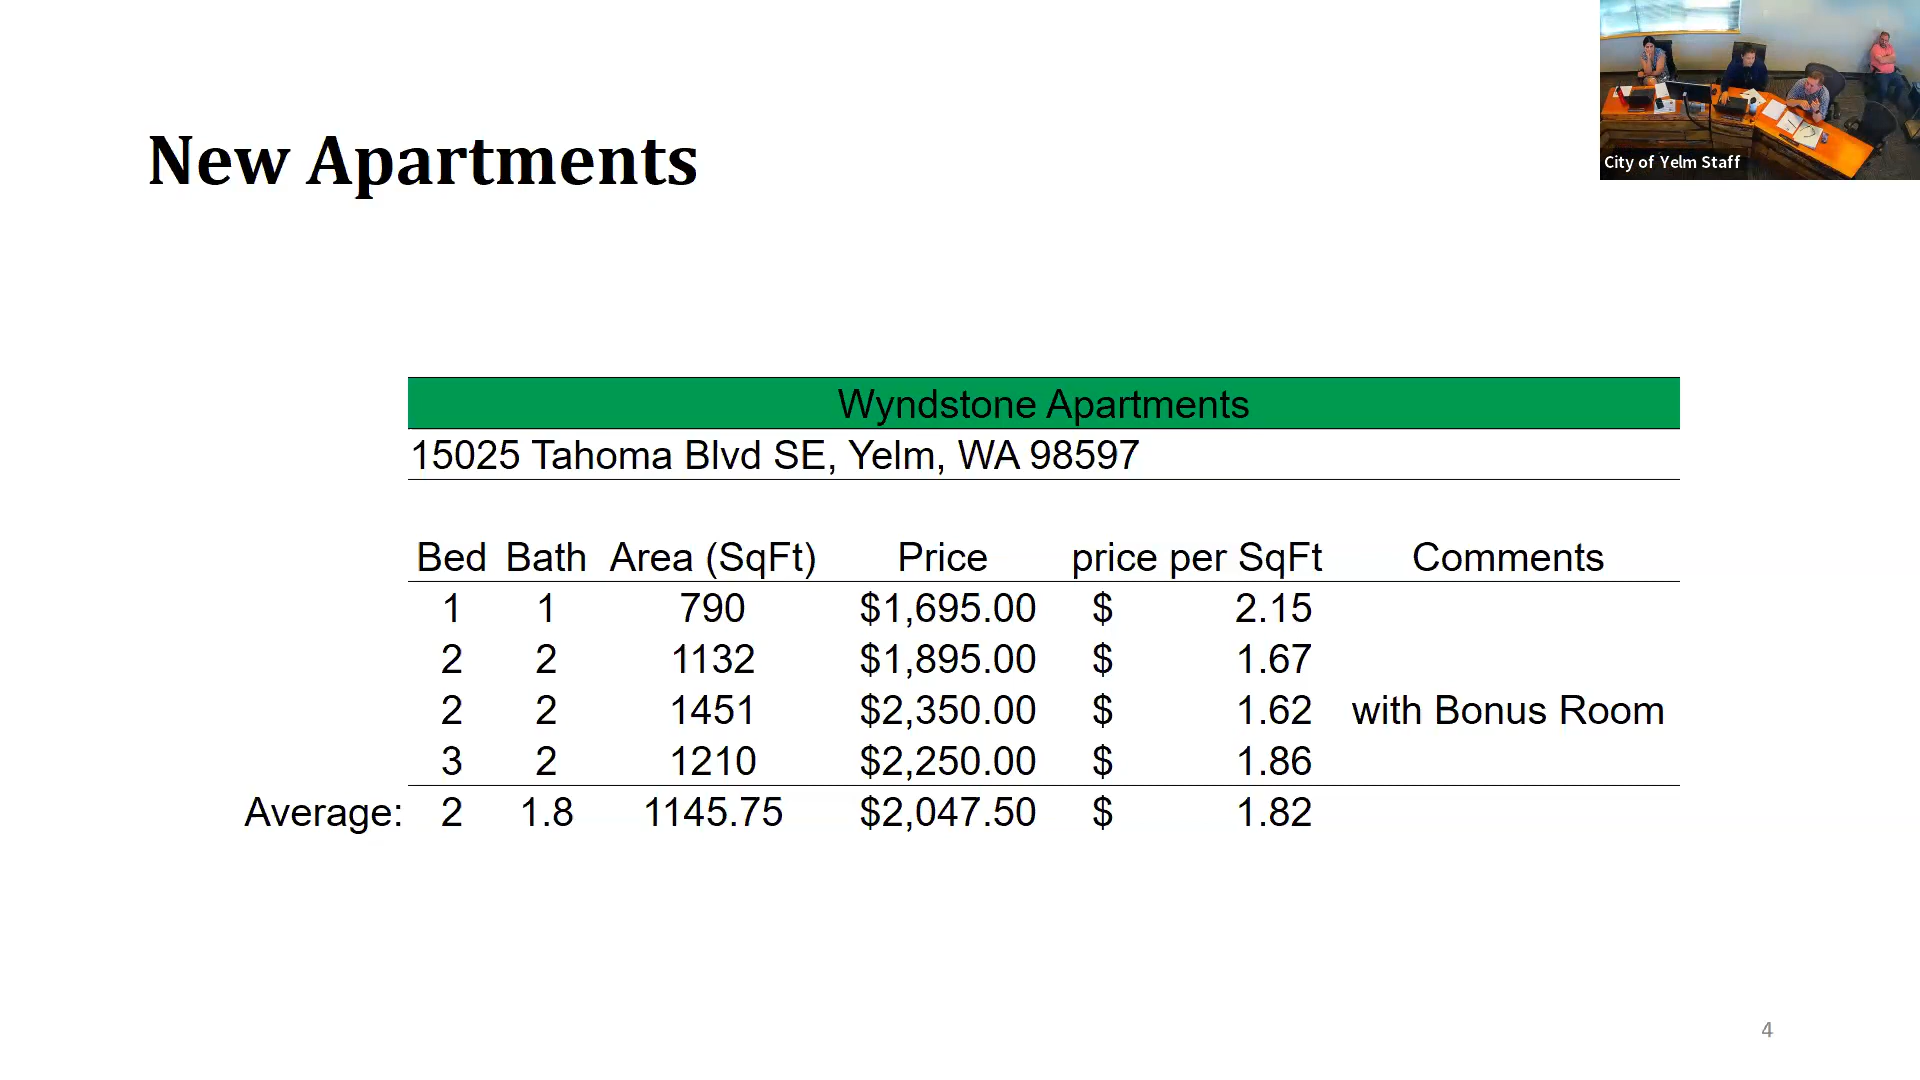 City of Yelm Staff
New Apartments
Wyndstone Apartments
15025 Tahoma Blvd SE, Yelm, WA 98597
Bed Bath Area (SqFt) Price price per SqFt Comments
1 1 790 $1,695.00 $ 2.15
2 2 1132 $1,895.00 $ 1.67
2 2 1451 $2,350.00 $ 1.62 with Bonus Room
3 2 1210 $2,250.00 $ 1.86
Average: 2 1.8 1145.75 $2,047.50 $ 1.82
4